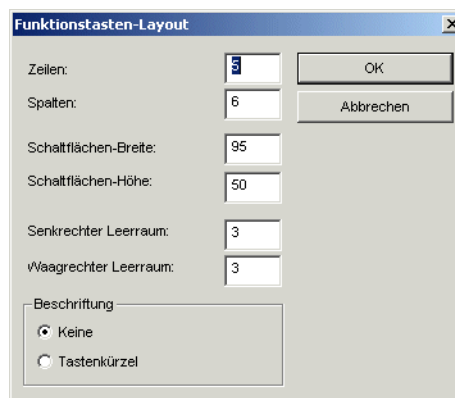 Funktionstasten-Layout
Zeilen: 5
OK
Spalten: 6
Abbrechen
Schaltflächen-Breite: 95
Schaltflächen-Höhe: 50
Senkrechter Leerraum: 3
Waagrechter Leerraum: 3
Beschriftung
Keine
Tastenkürzel